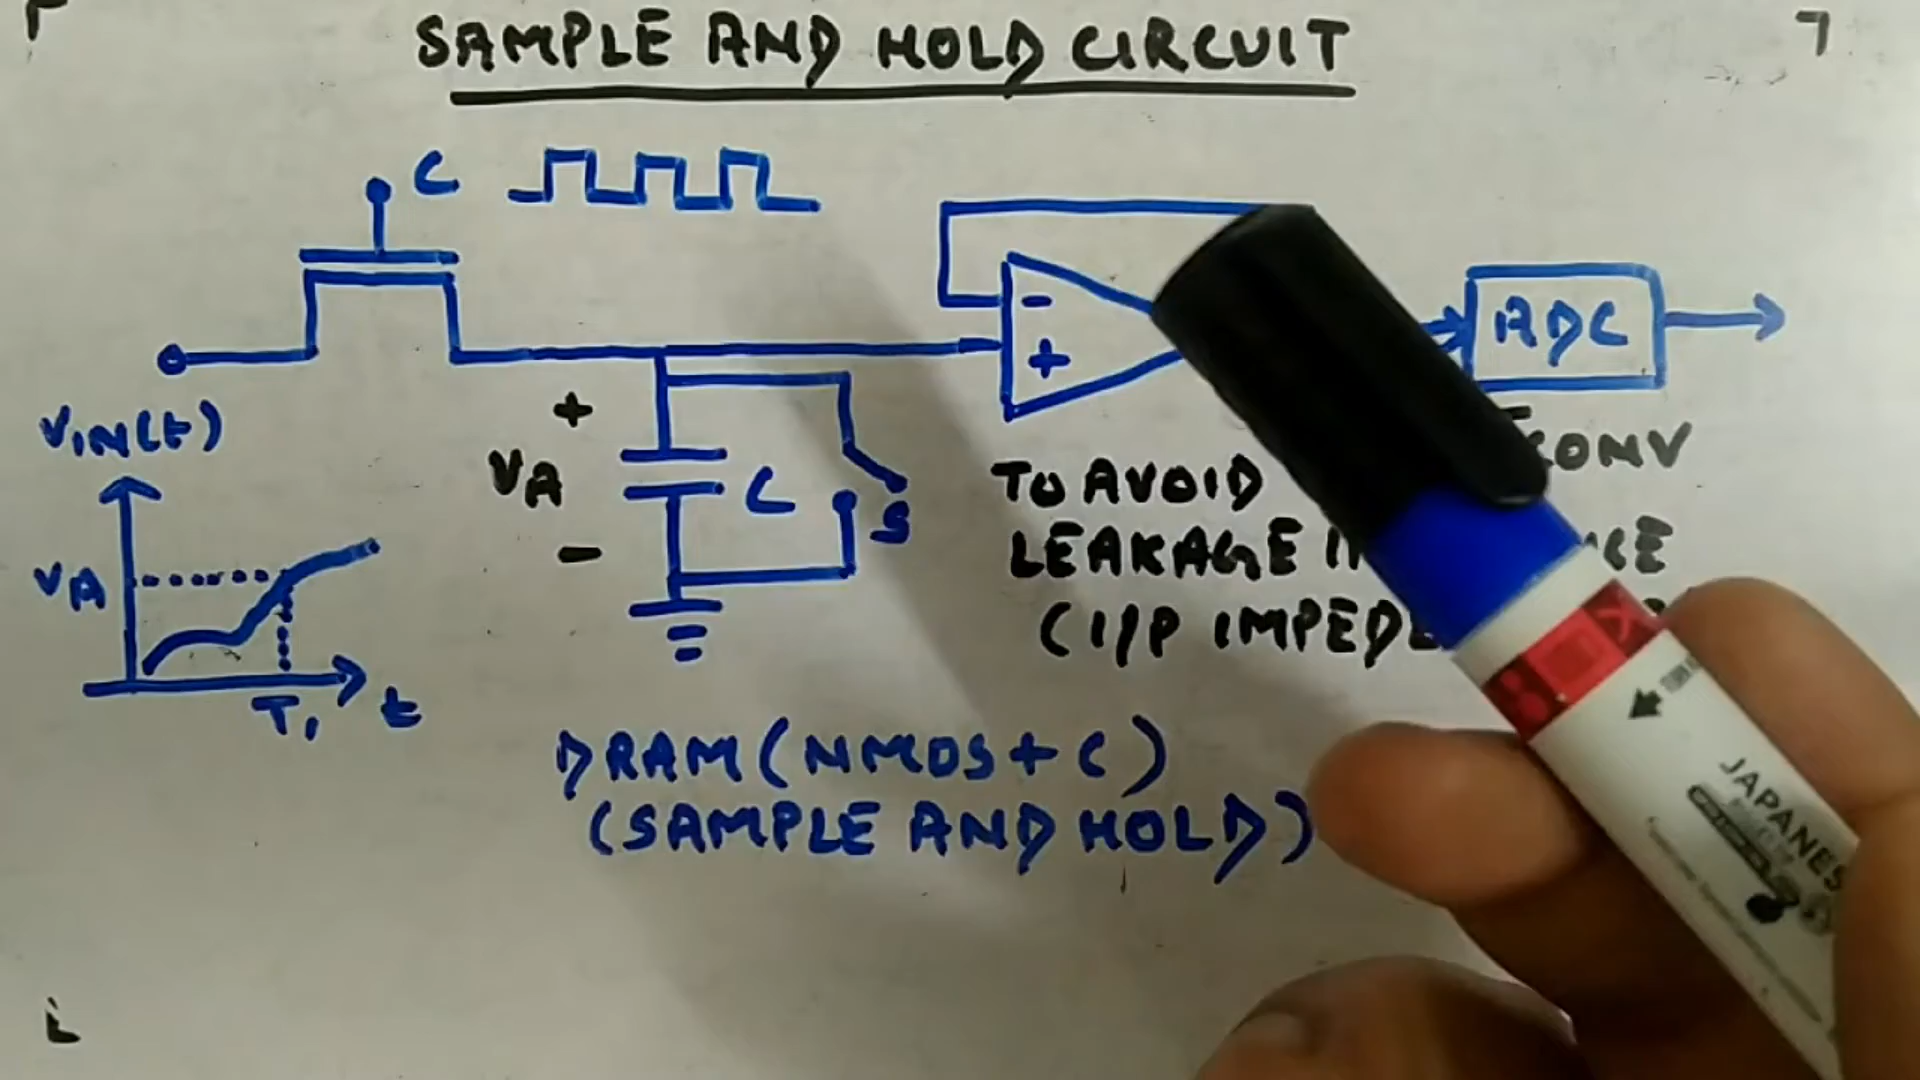 SAMPLE AND HOLD CIRCUIT
C
- +
ADC
VIN(t)
+
VA
-
C
S
VA
T1
t
CONV
TO AVOID
LEAKAGE
(I/P IMPED
DRAM (NMOS + C)
(SAMPLE AND HOLD)
JAPANES